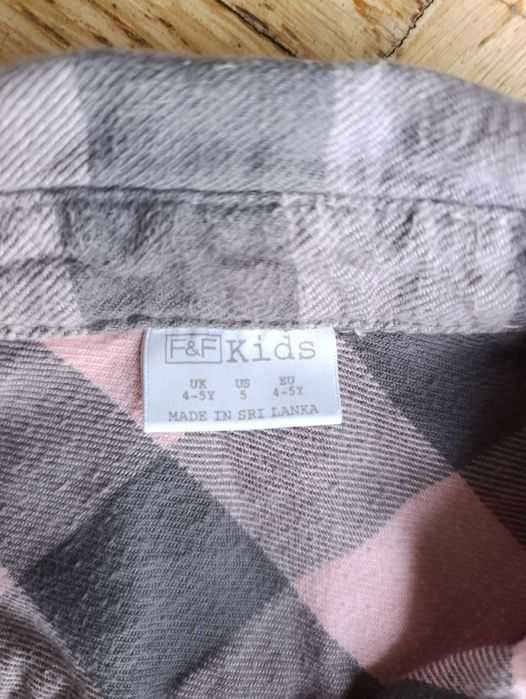 F&F Kids
UK US EU
4-5Y 5 4-5Y
MADE IN SRI LANKA